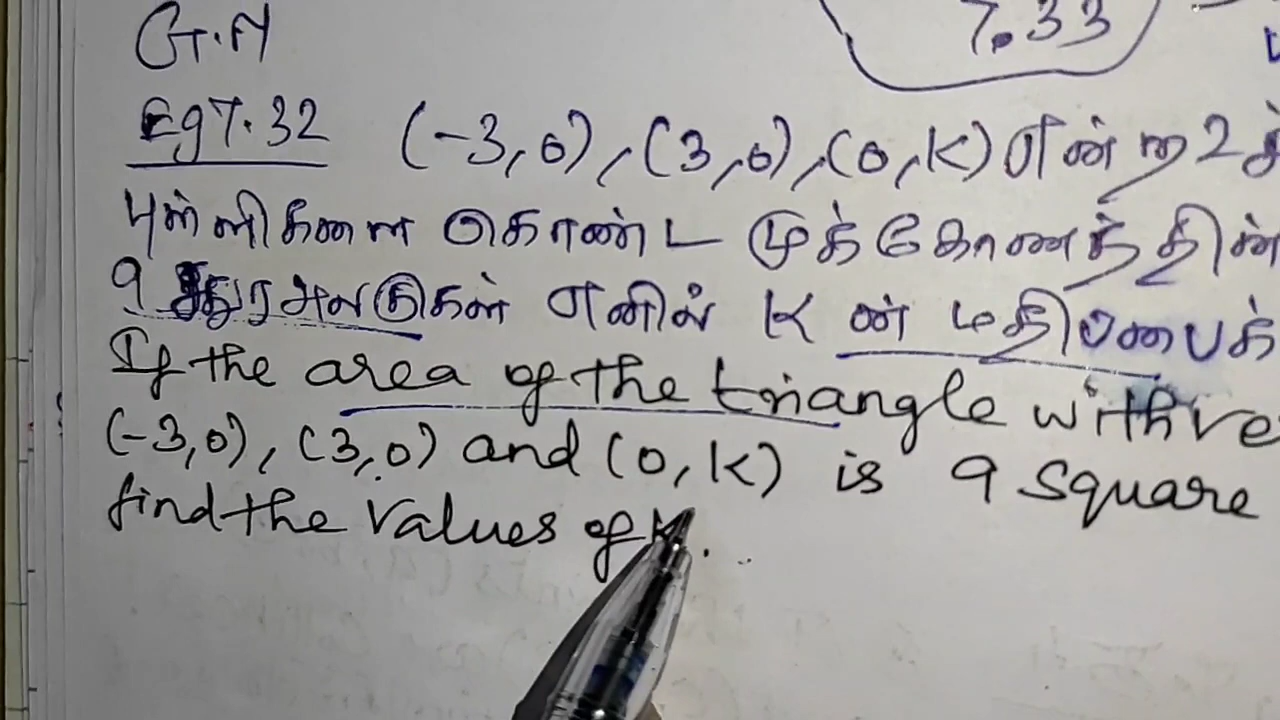 7.33
G.M
Eg 7.32 (-3,0), (3,0), (0,k) என்ற உச்
புள்ளிகளை கொண்ட முக்கோணத்தின்
9 சதுர அலகுகள் எனில் k ன் மதிப்பைக்
If the area of the triangle with ve
(-3,0), (3,0) and (0,k) is 9 square
find the values of k.